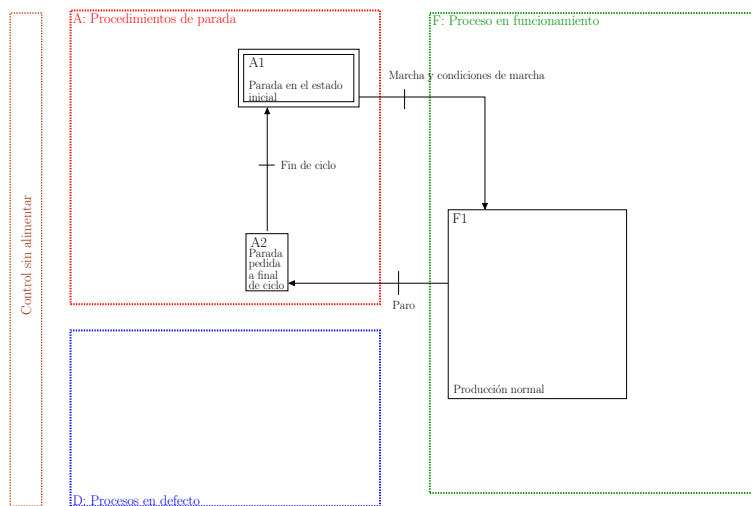 A: Procedimientos de parada
F: Proceso en funcionamiento
A1
Parada en el estado
inicial
Marcha y condiciones de marcha
Fin de ciclo
Control sin alimentar
A2
Parada
pedida
a final
de ciclo
F1
Paro
Producción normal
D: Procesos en defecto